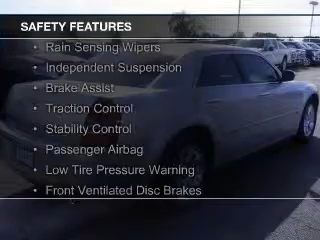 SAFETY FEATURES
• Rain Sensing Wipers
• Independent Suspension
• Brake Assist
• Traction Control
• Stability Control
• Passenger Airbag
• Low Tire Pressure Warning
• Front Ventilated Disc Brakes